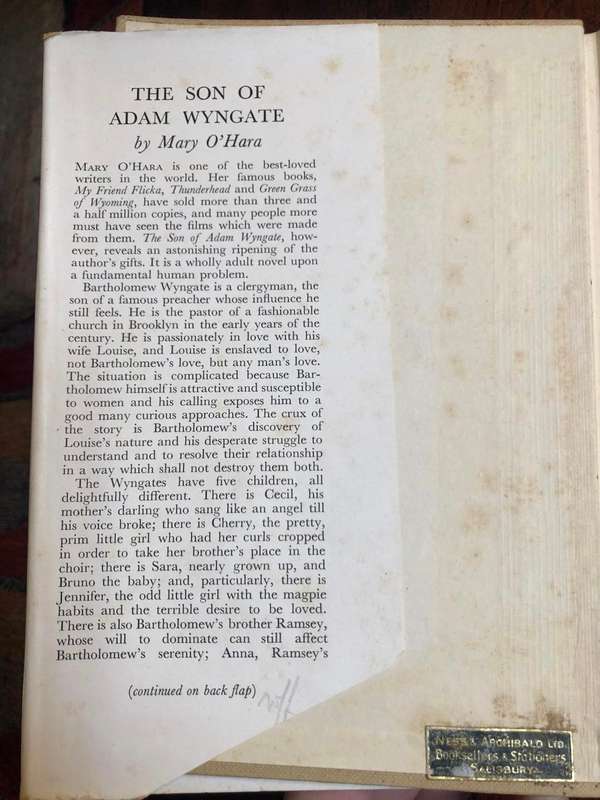 THE SON OF
ADAM WYNGATE
by Mary O'Hara
MARY O'HARA is one of the best-loved
writers in the world. Her famous books,
My Friend Flicka, Thunderhead and Green Grass
of Wyoming, have sold more than three and
a half million copies, and many people more
must have seen the films which were made
from them. The Son of Adam Wyngate, how-
ever, reveals an astonishing ripening of the
author's gifts. It is a wholly adult novel upon
a fundamental human problem.
Bartholomew Wyngate is a clergyman, the
son of a famous preacher whose influence he
still feels. He is the pastor of a fashionable
church in Brooklyn in the early years of the
century. He is passionately in love with his
wife Louise, and Louise is enslaved to love,
not Bartholomew's love, but any man's love.
The situation is complicated because Bar-
tholomew himself is attractive and susceptible
to women and his calling exposes him to a
good many curious approaches. The crux of
the story is Bartholomew's discovery of
Louise's nature and his desperate struggle to
understand and to resolve their relationship
in a way which shall not destroy them both.
The Wyngates have five children, all
delightfully different. There is Cecil, his
mother's darling who sang like an angel till
his voice broke; there is Cherry, the pretty,
prim little girl who had her curls cropped
in order to take her brother's place in the
choir; there is Sara, nearly grown up, and
Bruno the baby; and, particularly, there is
Jennifer, the odd little girl with the magpie
habits and the terrible desire to be loved.
There is also Bartholomew's brother Ramsey,
whose will to dominate can still affect
Bartholomew's serenity; Anna, Ramsey's
(continued on back flap)
NESS & ARCHIBALD LTD.
Booksellers & Stationers
SALISBURY